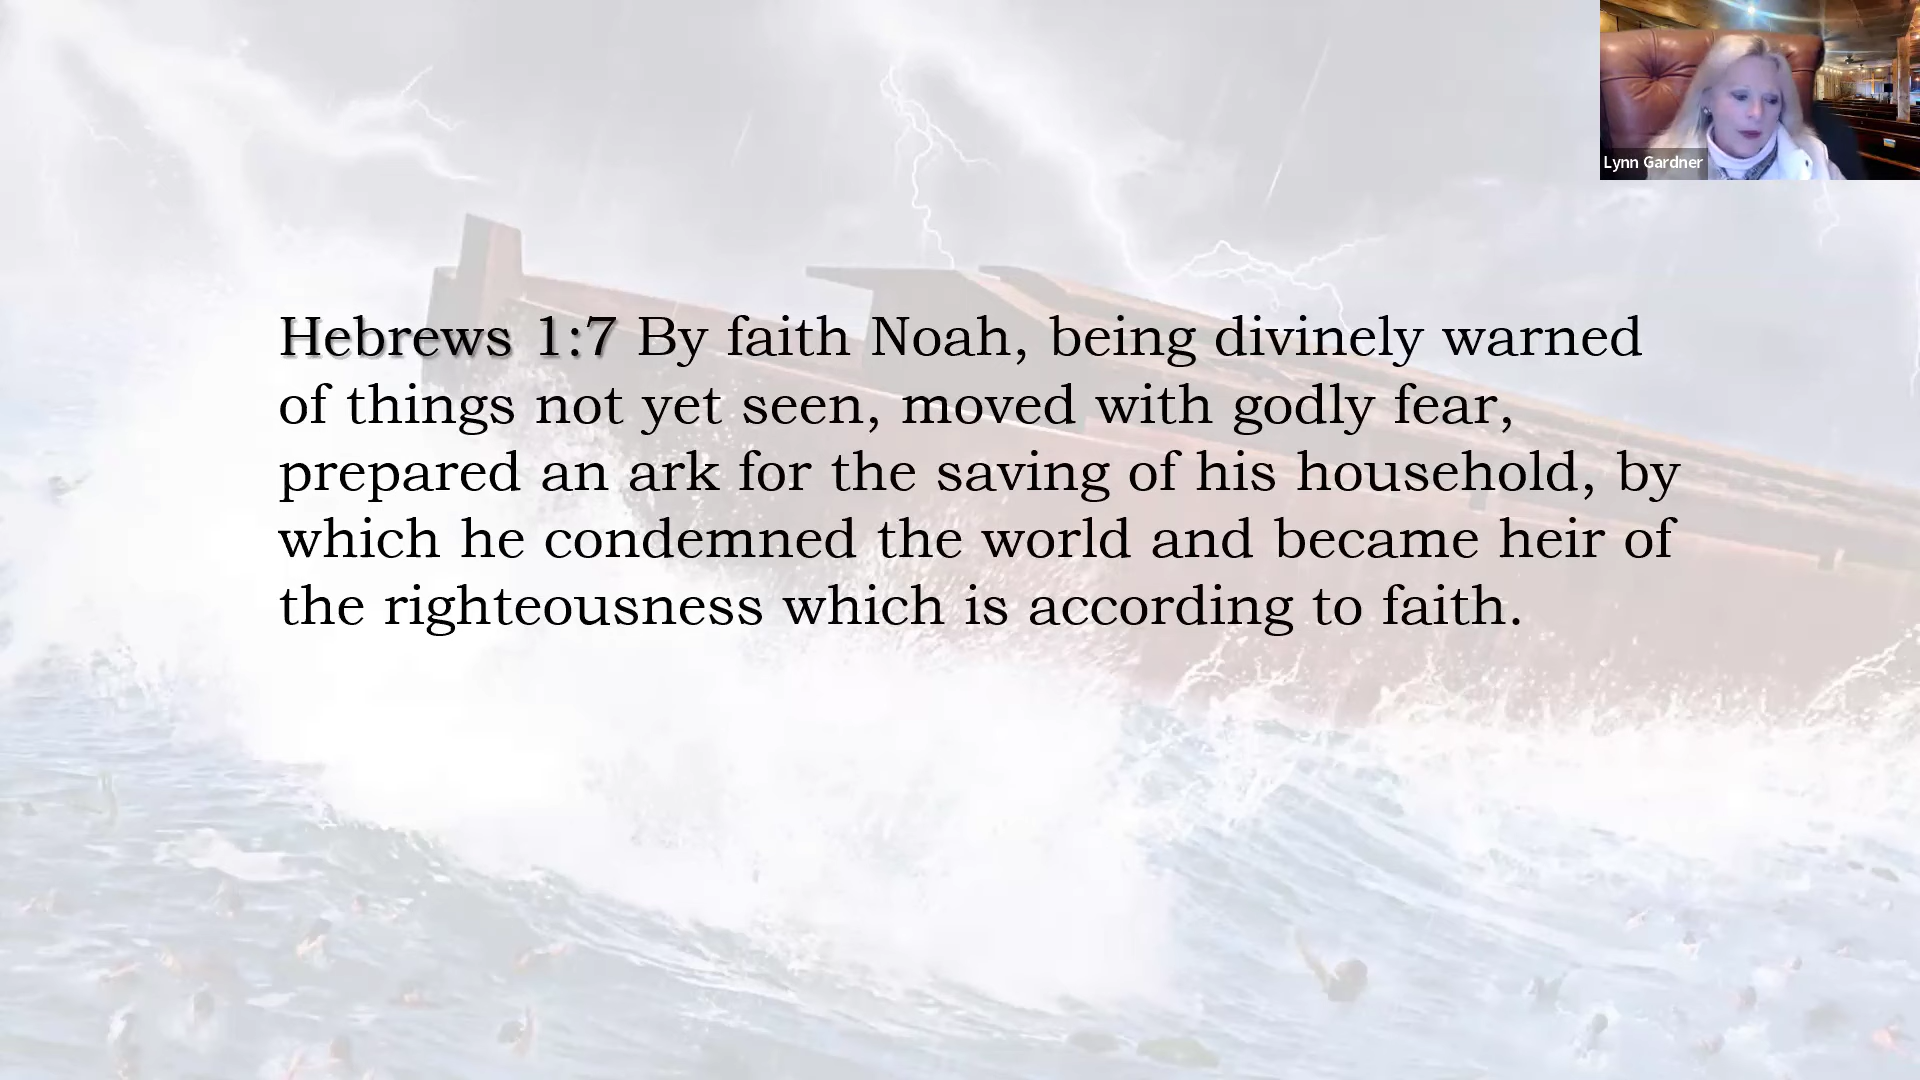 Lynn Gardner
Hebrews 1:7 By faith Noah, being divinely warned
of things not yet seen, moved with godly fear,
prepared an ark for the saving of his household, by
which he condemned the world and became heir of
the righteousness which is according to faith.